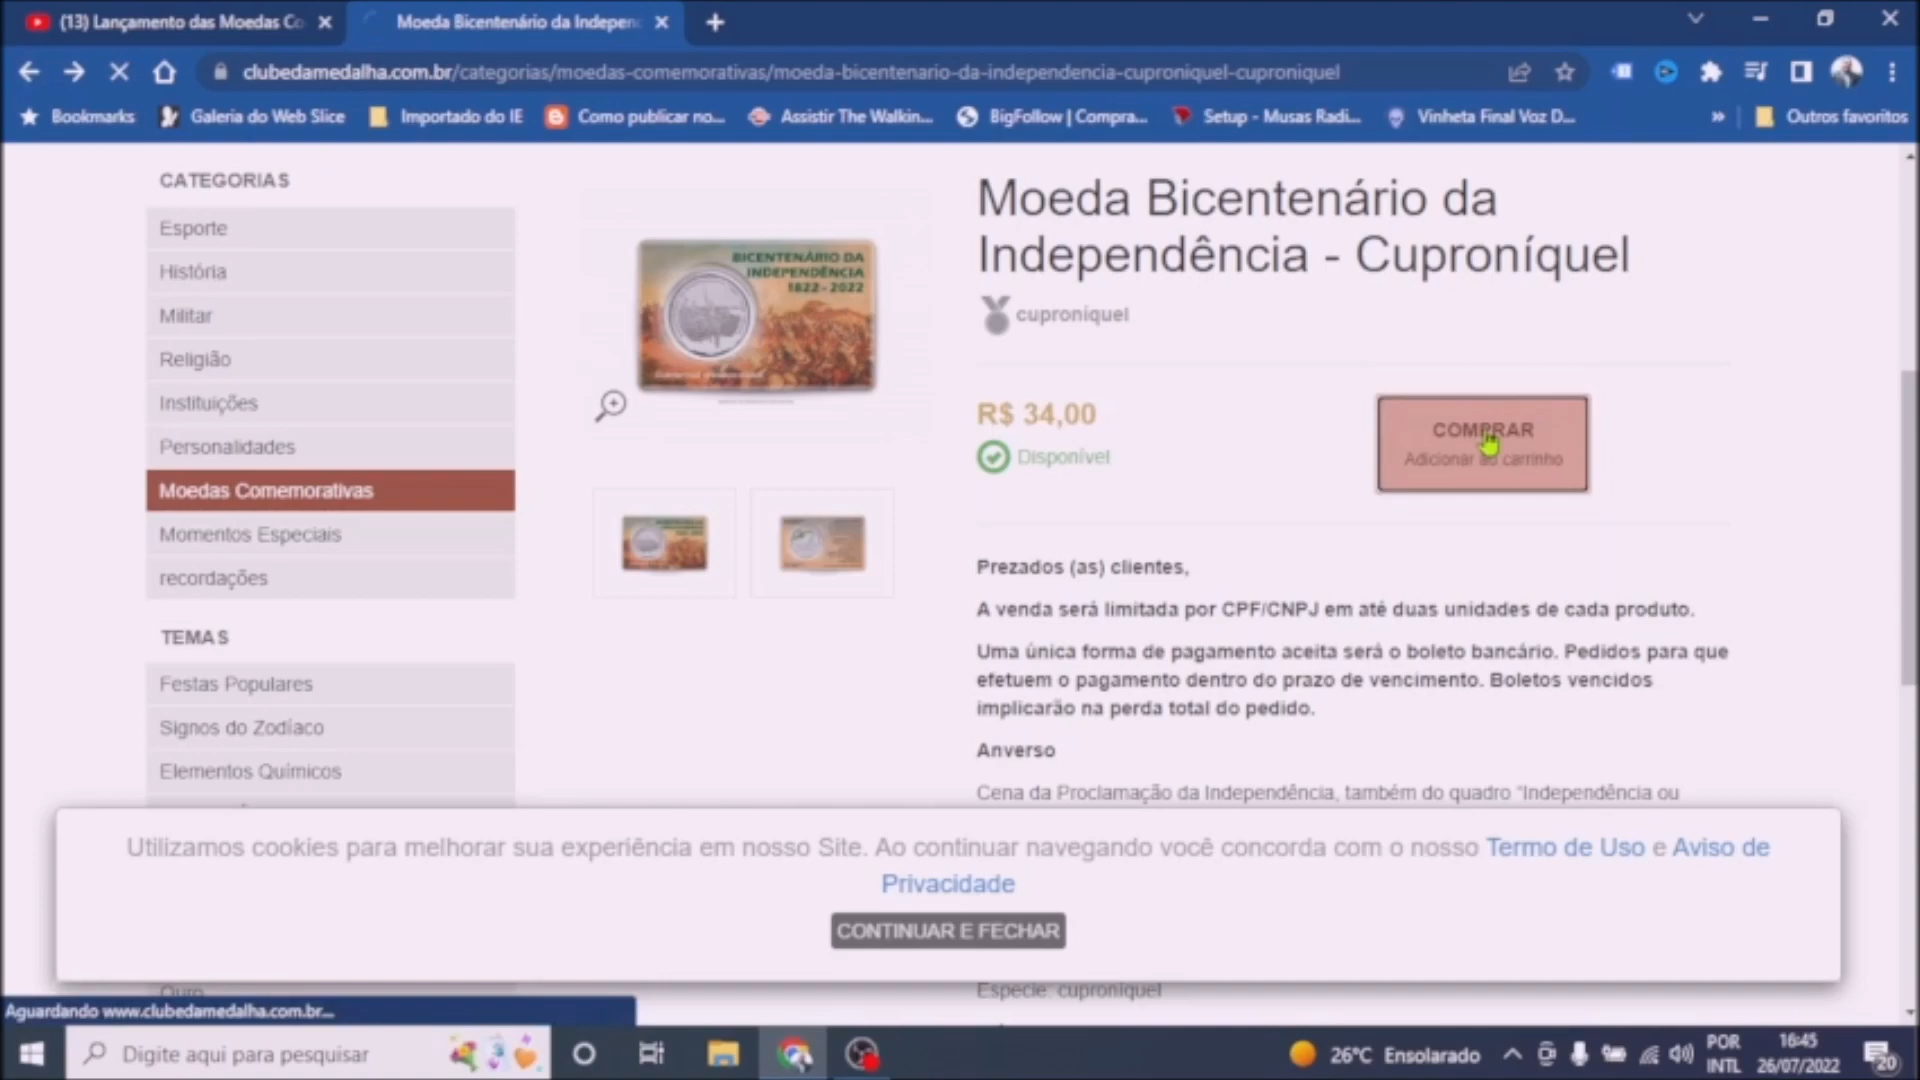 (13) Lançamento das Moedas Co
Moeda Bicentenário da Indepen
clubedamedalha.com.br/categorias/moedas-comemorativas/moeda-bicentenario-da-independencia-cuproniquel-cuproniquel
Bookmarks
Galeria do Web Slice
Importado do IE
Como publicar no...
Assistir The Walkin...
BigFollow | Compra...
Setup - Musas Radi...
Vinheta Final Voz D...
»
Outros favoritos
CATEGORIAS
Esporte
História
Militar
Religião
Instituições
Personalidades
Moedas Comemorativas
Momentos Especiais
recordações
TEMAS
Festas Populares
Signos do Zodíaco
Elementos Químicos
BICENTENÁRIO DA
INDEPENDÊNCIA
1822-2022
Moeda Bicentenário da
Independência - Cuproníquel
cuproniquel
R$ 34,00
Disponível
COMPRAR
Adicionar ao carrinho
Prezados (as) clientes,
A venda será limitada por CPF/CNPJ em até duas unidades de cada produto.
Uma única forma de pagamento aceita será o boleto bancário. Pedidos para que
efetuem o pagamento dentro do prazo de vencimento. Boletos vencidos
implicarão na perda total do pedido.
Anverso
Cena da Proclamação da Independência, também do quadro “Independência ou
Utilizamos cookies para melhorar sua experiência em nosso Site. Ao continuar navegando você concorda com o nosso Termo de Uso e Aviso de
Privacidade
CONTINUAR E FECHAR
Ouro
Especie: cuproniquel
Aguardando www.clubedamedalha.com.br...
Digite aqui para pesquisar
26°C Ensolarado
POR
INTL
16:45
26/07/2022
20